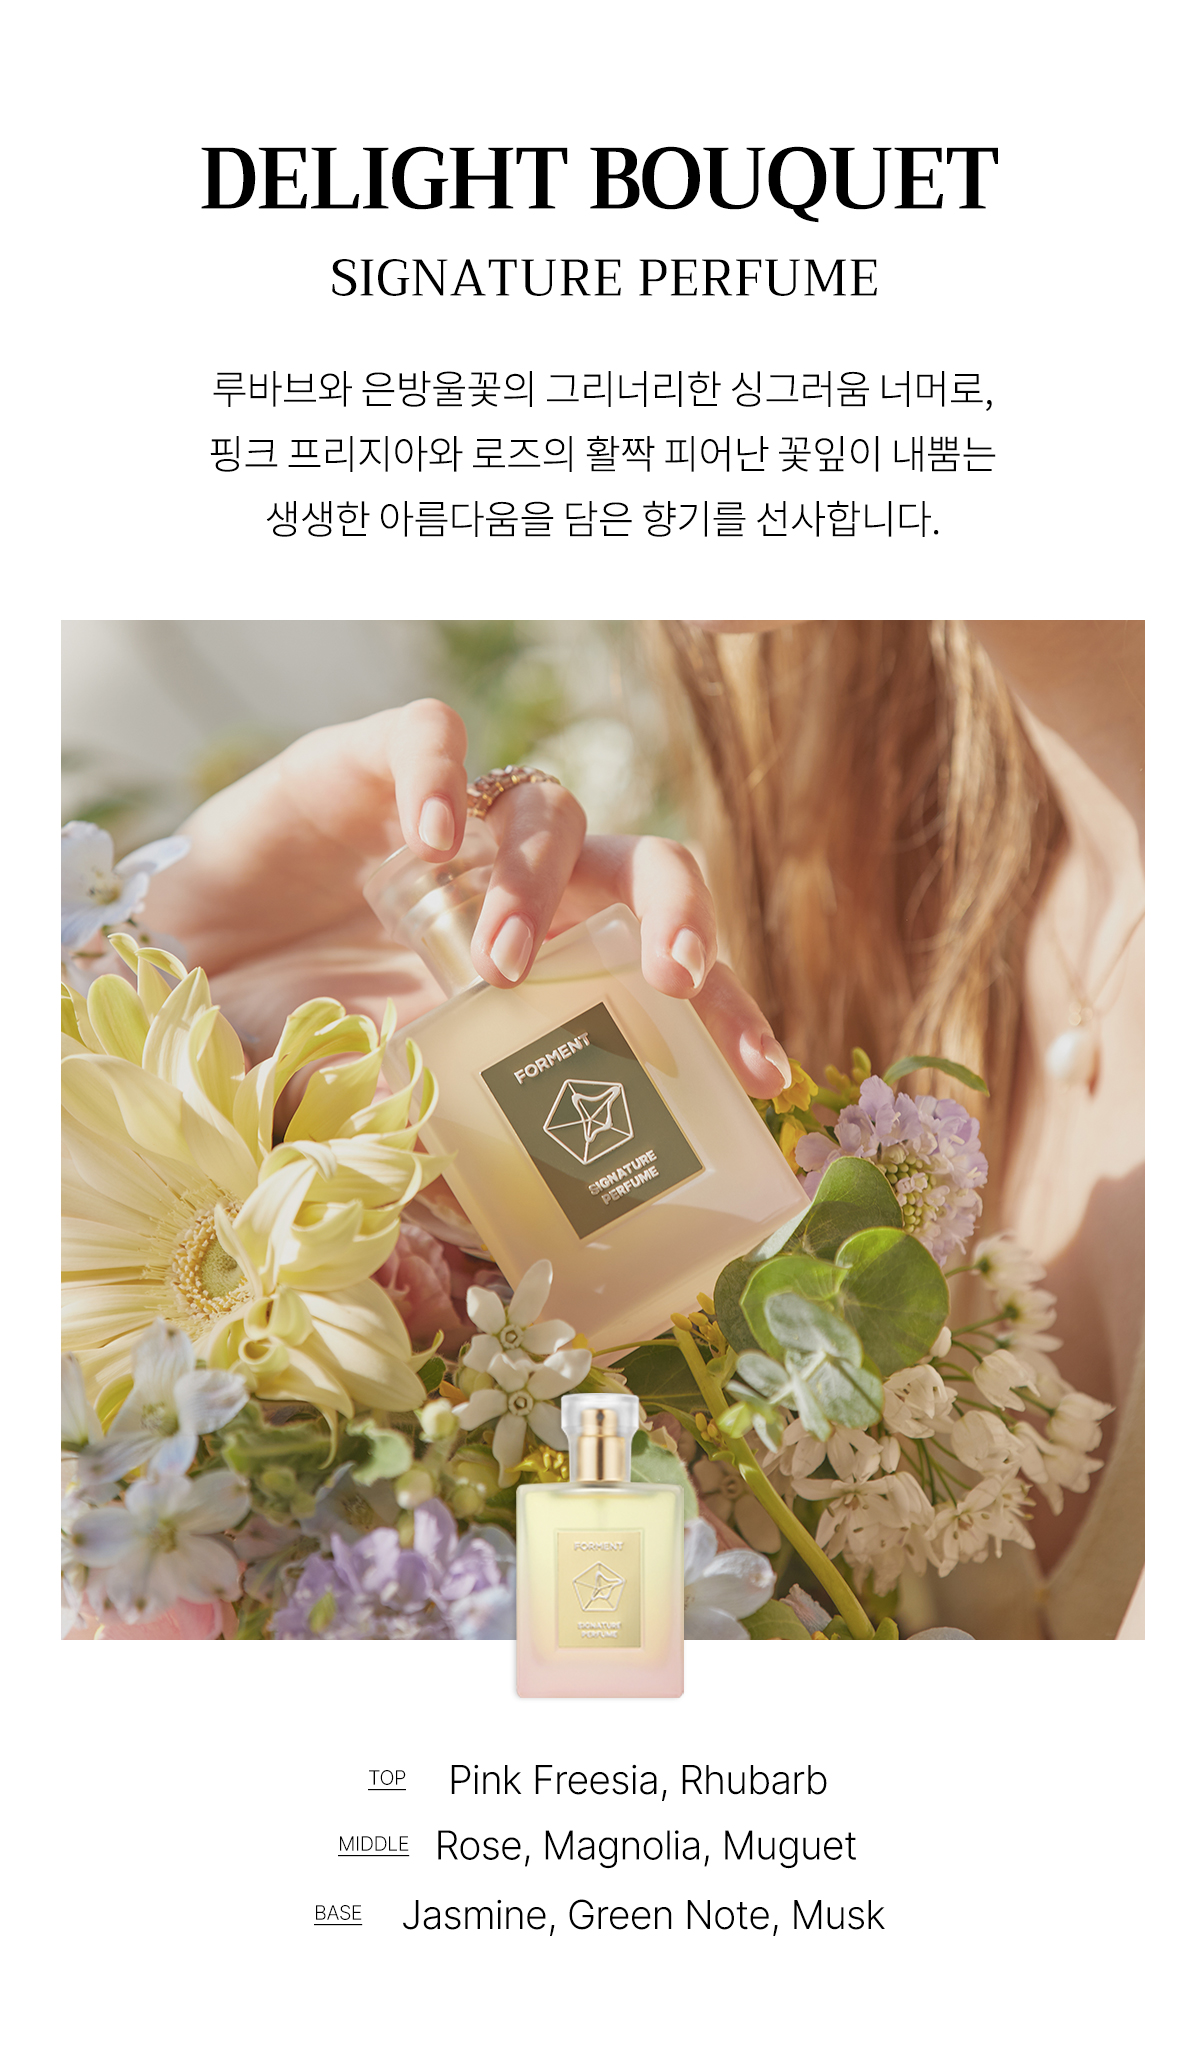 DELIGHT BOUQUET
SIGNATURE PERFUME
루바브와 은방울꽃의 그리너리한 싱그러움 너머로,
핑크 프리지아와 로즈의 활짝 피어난 꽃잎이 내뿜는
생생한 아름다움을 담은 향기를 선사합니다.
FORMENT
SIGNATURE
PERFUME
FORMENT
SIGNATURE
PERFUME
TOP Pink Freesia, Rhubarb
MIDDLE Rose, Magnolia, Muguet
BASE Jasmine, Green Note, Musk